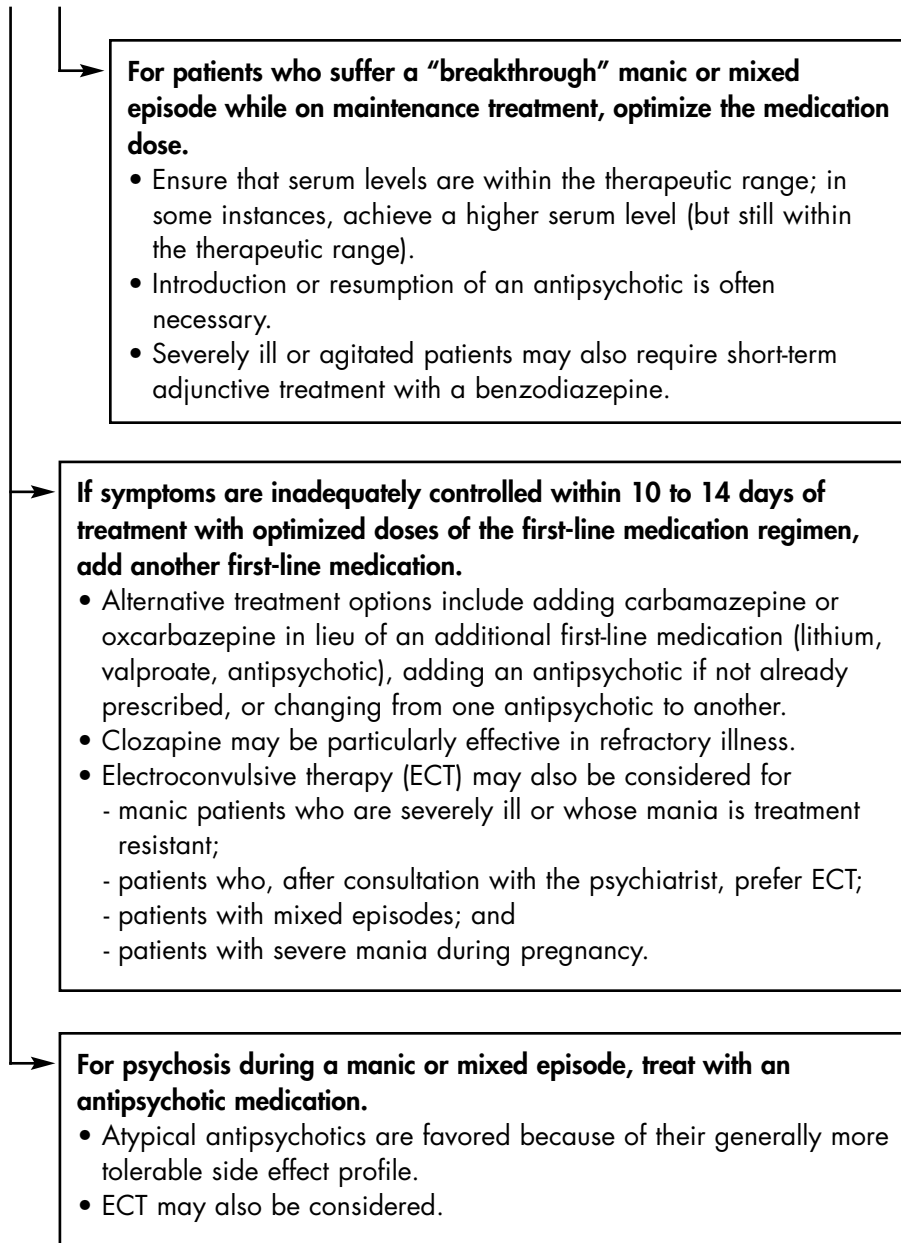 For patients who suffer a “breakthrough” manic or mixed
episode while on maintenance treatment, optimize the medication
dose.
• Ensure that serum levels are within the therapeutic range; in
some instances, achieve a higher serum level (but still within
the therapeutic range).
• Introduction or resumption of an antipsychotic is often
necessary.
• Severely ill or agitated patients may also require short-term
adjunctive treatment with a benzodiazepine.
If symptoms are inadequately controlled within 10 to 14 days of
treatment with optimized doses of the first-line medication regimen,
add another first-line medication.
• Alternative treatment options include adding carbamazepine or
oxcarbazepine in lieu of an additional first-line medication (lithium,
valproate, antipsychotic), adding an antipsychotic if not already
prescribed, or changing from one antipsychotic to another.
• Clozapine may be particularly effective in refractory illness.
• Electroconvulsive therapy (ECT) may also be considered for
- manic patients who are severely ill or whose mania is treatment
resistant;
- patients who, after consultation with the psychiatrist, prefer ECT;
- patients with mixed episodes; and
- patients with severe mania during pregnancy.
For psychosis during a manic or mixed episode, treat with an
antipsychotic medication.
• Atypical antipsychotics are favored because of their generally more
tolerable side effect profile.
• ECT may also be considered.